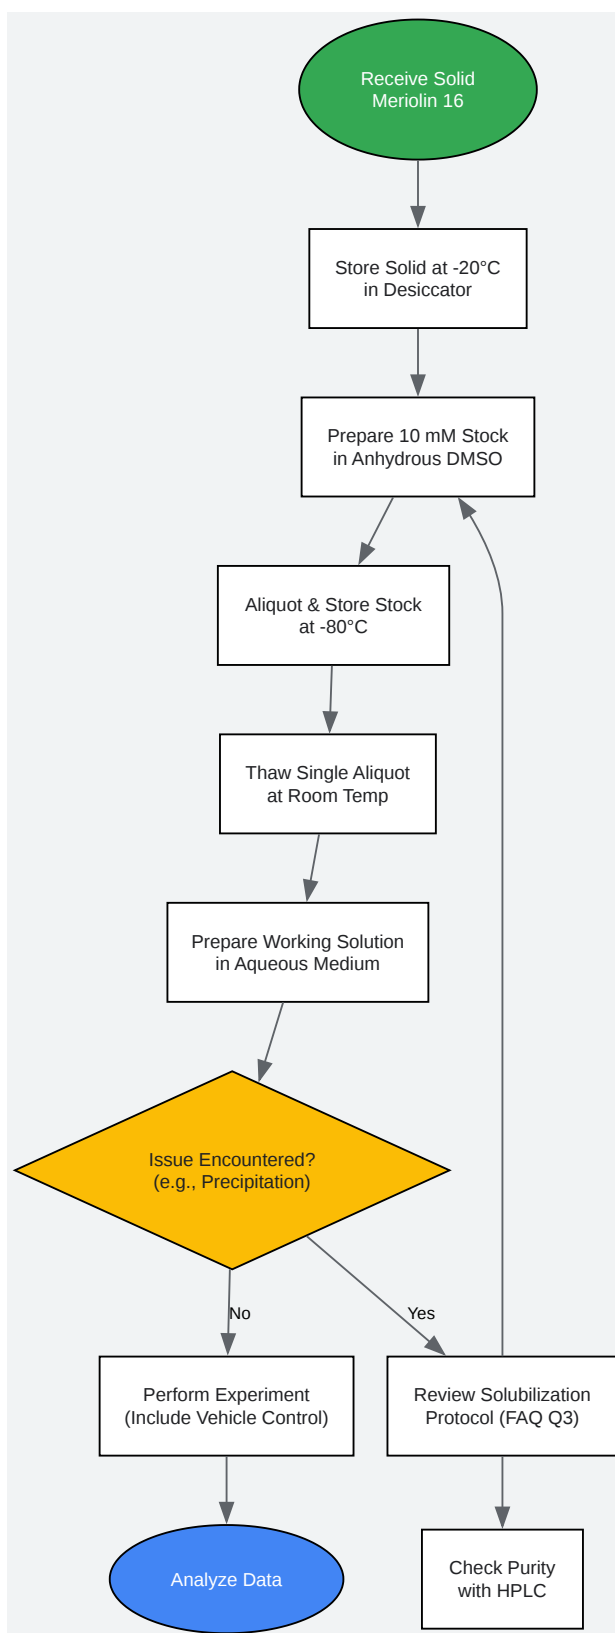 Receive Solid
Meriolin 16
Store Solid at -20°C
in Desiccator
Prepare 10 mM Stock
in Anhydrous DMSO
Aliquot & Store Stock
at -80°C
Thaw Single Aliquot
at Room Temp
Prepare Working Solution
in Aqueous Medium
Issue Encountered?
(e.g., Precipitation)
No
Yes
Perform Experiment
(Include Vehicle Control)
Review Solubilization
Protocol (FAQ Q3)
Analyze Data
Check Purity
with HPLC